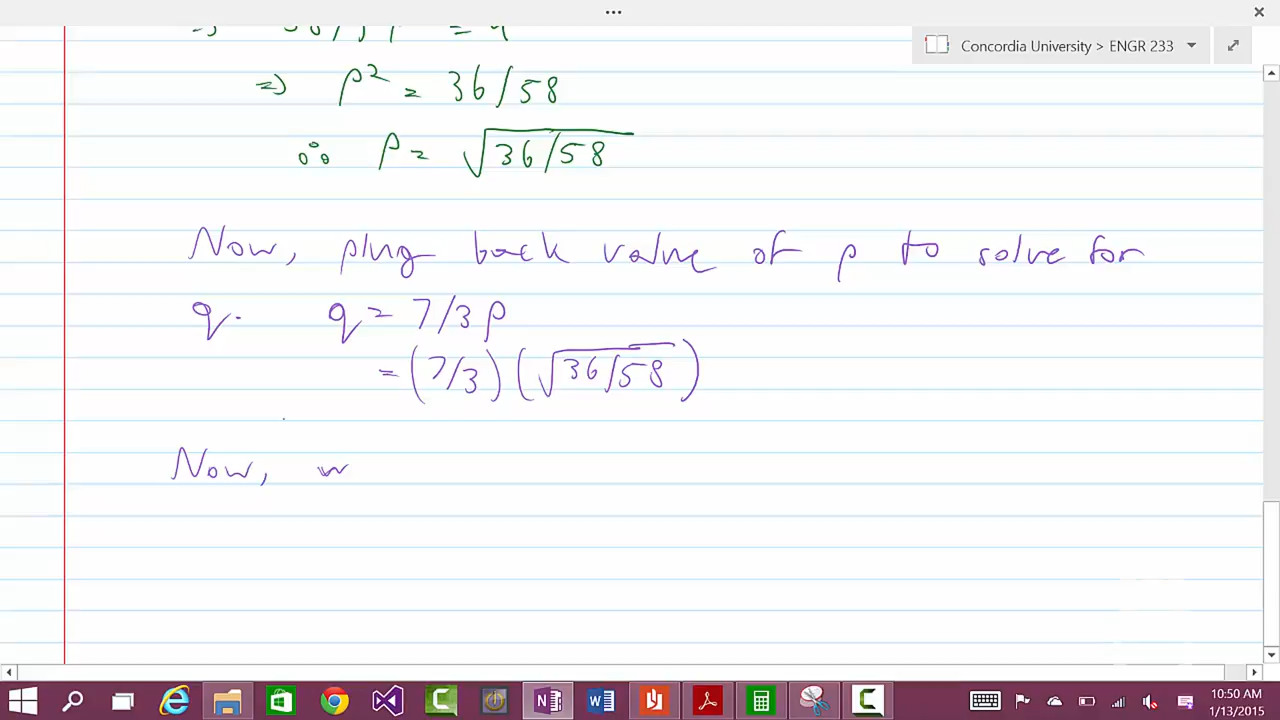 Concordia University > ENGR 233
=> p² = 36/58
∴ p = √36/58
Now, plug back value of p to solve for
q. q = 7/3 p
= (7/3) (√36/58)
Now, w
10:50 AM
1/13/2015